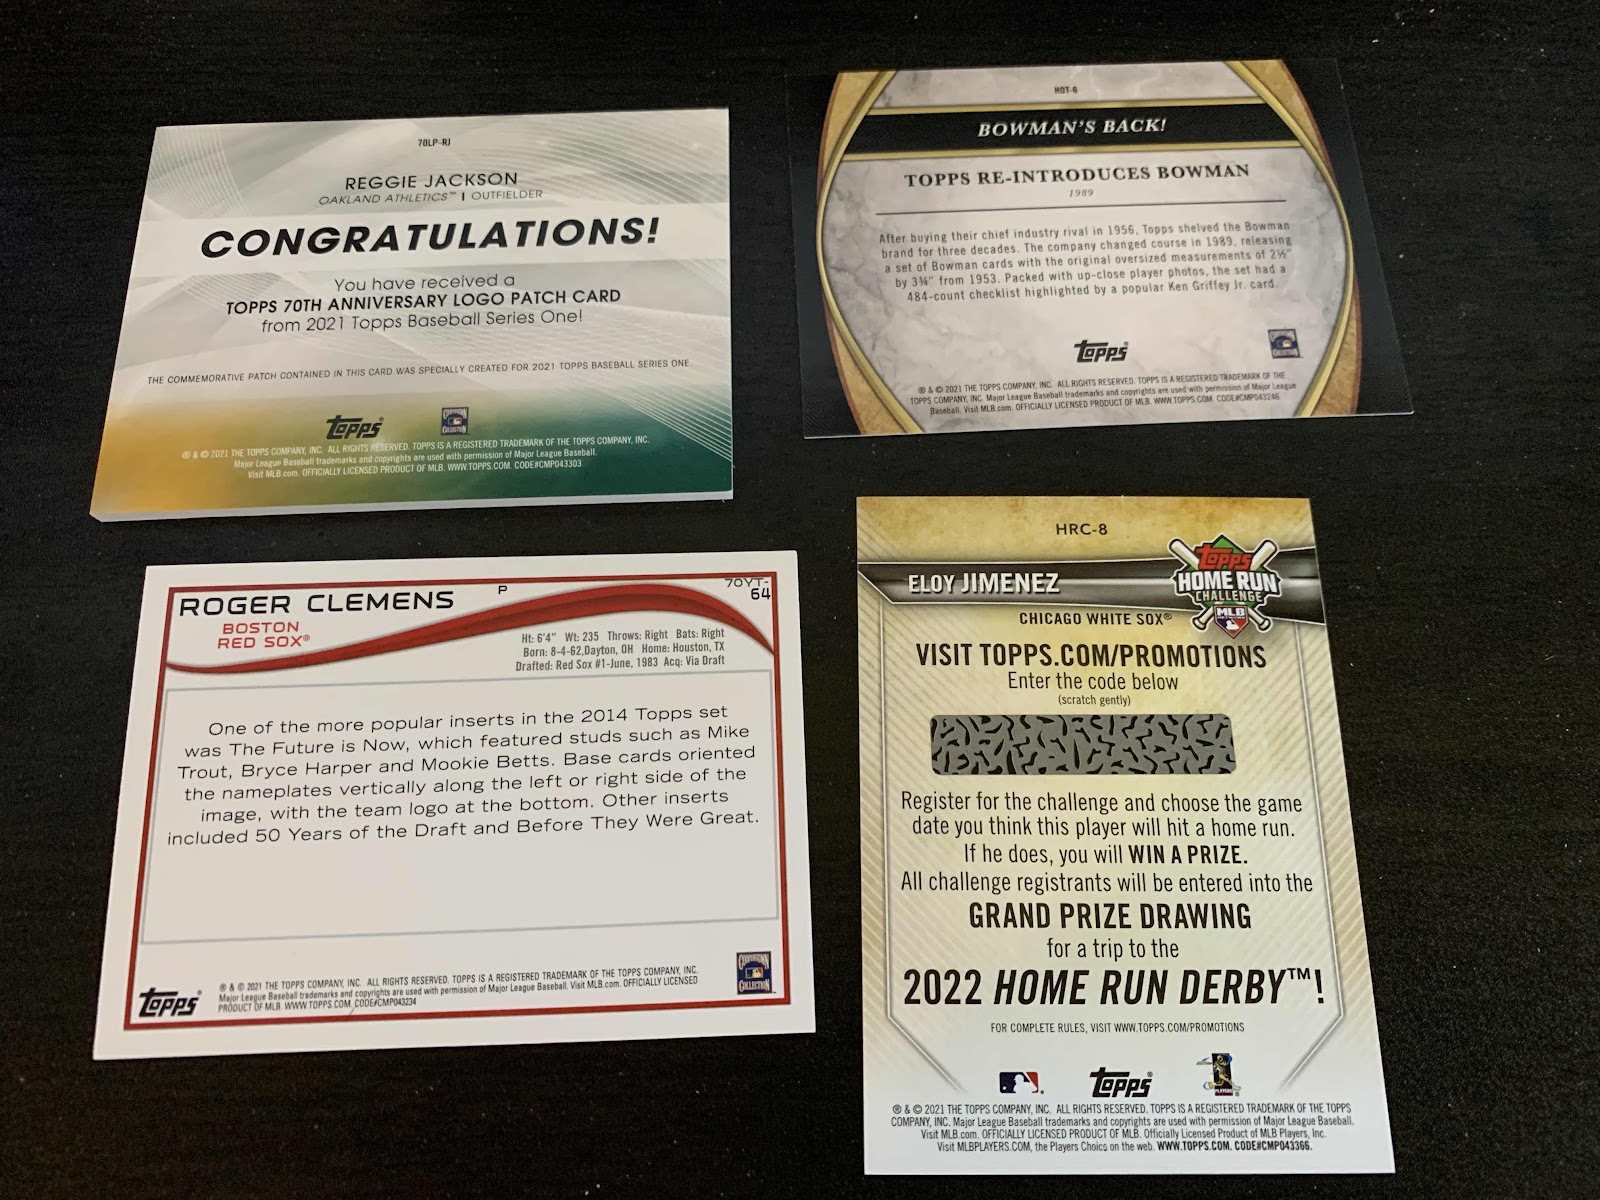 70LP-RJ
REGGIE JACKSON
OAKLAND ATHLETICS™ | OUTFIELDER
CONGRATULATIONS!
You have received a
TOPPS 70TH ANNIVERSARY LOGO PATCH CARD
from 2021 Topps Baseball Series One!
THE COMMEMORATIVE PATCH CONTAINED IN THIS CARD WAS SPECIALLY CREATED FOR 2021 TOPPS BASEBALL SERIES ONE.
Topps®
COOPERSTOWN
COLLECTION
® & © 2021 THE TOPPS COMPANY, INC. ALL RIGHTS RESERVED. TOPPS IS A REGISTERED TRADEMARK OF THE TOPPS COMPANY, INC.
Major League Baseball trademarks and copyrights are used with permission of Major League Baseball.
Visit MLB.com. OFFICIALLY LICENSED PRODUCT OF MLB. WWW.TOPPS.COM. CODE#CMP043303
HOT-6
BOWMAN'S BACK!
TOPPS RE-INTRODUCES BOWMAN
1989
After buying their chief industry rival in 1956, Topps shelved the Bowman
brand for three decades. The company changed course in 1989, releasing
a set of Bowman cards with the original oversized measurements of 2½"
by 3¾" from 1953. Packed with up-close player photos, the set had a
484-count checklist highlighted by a popular Ken Griffey Jr. card.
Topps®
® & © 2021 THE TOPPS COMPANY, INC. ALL RIGHTS RESERVED. TOPPS IS A REGISTERED TRADEMARK OF THE
TOPPS COMPANY, INC. Major League Baseball trademarks and copyrights are used with permission of Major League
Baseball. Visit MLB.com. OFFICIALLY LICENSED PRODUCT OF MLB. WWW.TOPPS.COM. CODE#CMP043246
ROGER CLEMENS
P
70YT-
64
BOSTON
RED SOX®
Ht: 6'4" Wt: 235 Throws: Right Bats: Right
Born: 8-4-62, Dayton, OH Home: Houston, TX
Drafted: Red Sox #1-June, 1983 Acq: Via Draft
One of the more popular inserts in the 2014 Topps set
was The Future is Now, which featured studs such as Mike
Trout, Bryce Harper and Mookie Betts. Base cards oriented
the nameplates vertically along the left or right side of the
image, with the team logo at the bottom. Other inserts
included 50 Years of the Draft and Before They Were Great.
Topps®
® & © 2021 THE TOPPS COMPANY, INC. ALL RIGHTS RESERVED. TOPPS IS A REGISTERED TRADEMARK OF THE TOPPS COMPANY, INC.
Major League Baseball trademarks and copyrights are used with permission of Major League Baseball. Visit MLB.com. OFFICIALLY LICENSED
PRODUCT OF MLB. WWW.TOPPS.COM. CODE#CMP043234
COOPERSTOWN
COLLECTION
HRC-8
Topps
HOME RUN
CHALLENGE
MLB
NETWORK
ELOY JIMENEZ
CHICAGO WHITE SOX®
VISIT TOPPS.COM/PROMOTIONS
Enter the code below
(scratch gently)
Register for the challenge and choose the game
date you think this player will hit a home run.
If he does, you will WIN A PRIZE.
All challenge registrants will be entered into the
GRAND PRIZE DRAWING
for a trip to the
2022 HOME RUN DERBY™!
FOR COMPLETE RULES, VISIT WWW.TOPPS.COM/PROMOTIONS
Topps®
PLAYERS
® & © 2021 THE TOPPS COMPANY, INC. ALL RIGHTS RESERVED. TOPPS IS A REGISTERED TRADEMARK OF THE TOPPS
COMPANY, INC. Major League Baseball trademarks and copyrights are used with permission of Major League Baseball.
Visit MLB.com. OFFICIALLY LICENSED PRODUCT OF MLB. Officially Licensed Product of MLB Players, Inc.
Visit MLBPLAYERS.COM, the Players Choice on the web. WWW.TOPPS.COM. CODE#CMP043366.